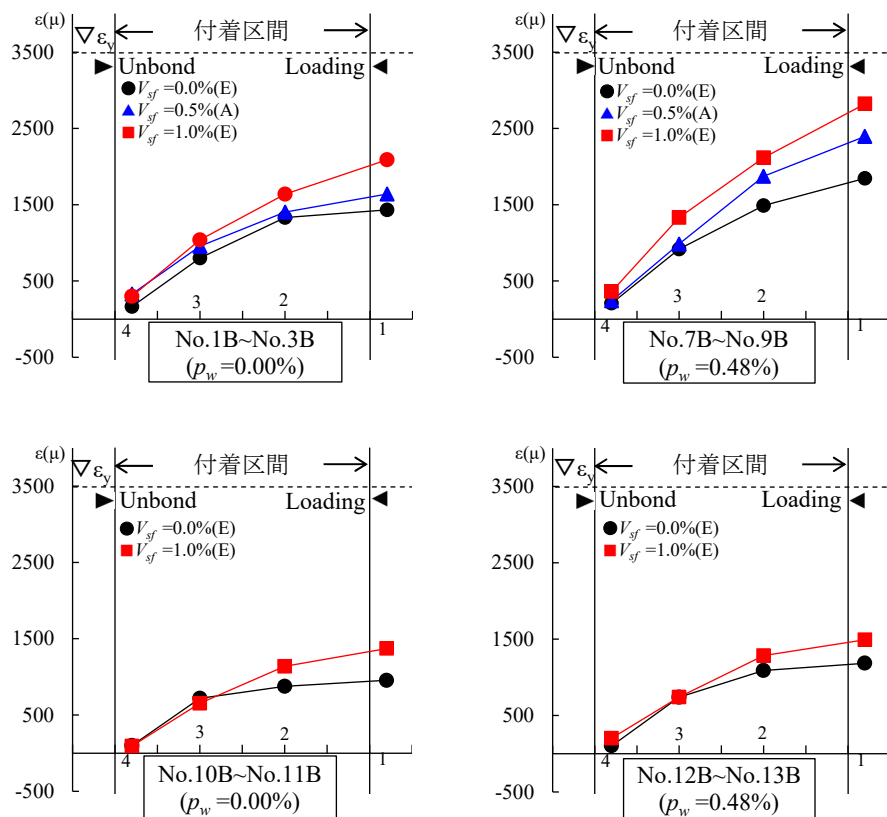 ε(μ)
▽ εy
付着区間
3500
Unbond
Loading
Vsf =0.0%(E)
Vsf =0.5%(A)
Vsf =1.0%(E)
2500
1500
500
3
2
4
1
No.1B~No.3B
(pw =0.00%)
-500
ε(μ)
▽ εy
付着区間
3500
Unbond
Loading
Vsf =0.0%(E)
Vsf =0.5%(A)
Vsf =1.0%(E)
2500
1500
500
3
2
4
1
No.7B~No.9B
(pw =0.48%)
-500
ε(μ)
▽ εy
付着区間
3500
Unbond
Loading
Vsf =0.0%(E)
Vsf =1.0%(E)
2500
1500
500
3
2
4
1
No.10B~No.11B
(pw =0.00%)
-500
ε(μ)
▽ εy
付着区間
3500
Unbond
Loading
Vsf =0.0%(E)
Vsf =1.0%(E)
2500
1500
500
3
2
4
1
No.12B~No.13B
(pw =0.48%)
-500